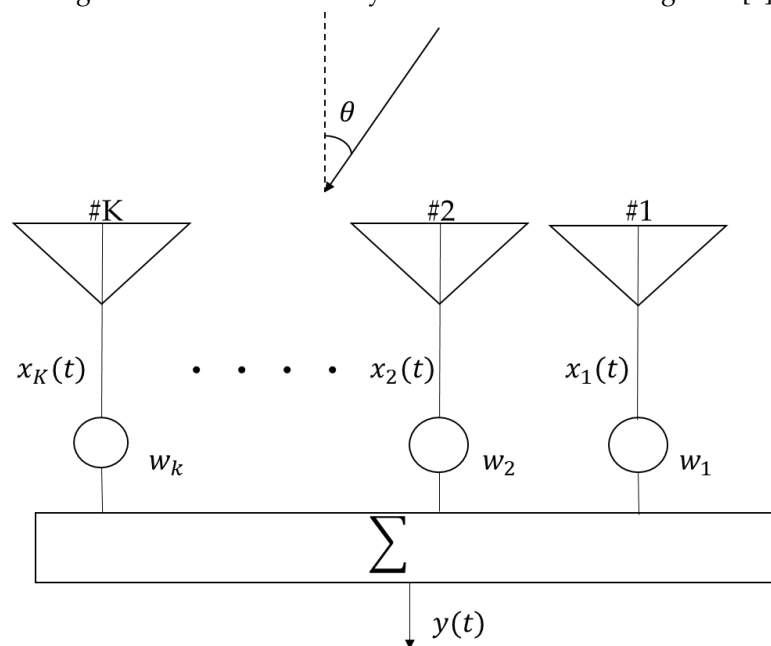 θ
#K #2 #1
x_K(t) . . . . x_2(t) x_1(t)
w_k w_2 w_1
∑
y(t)